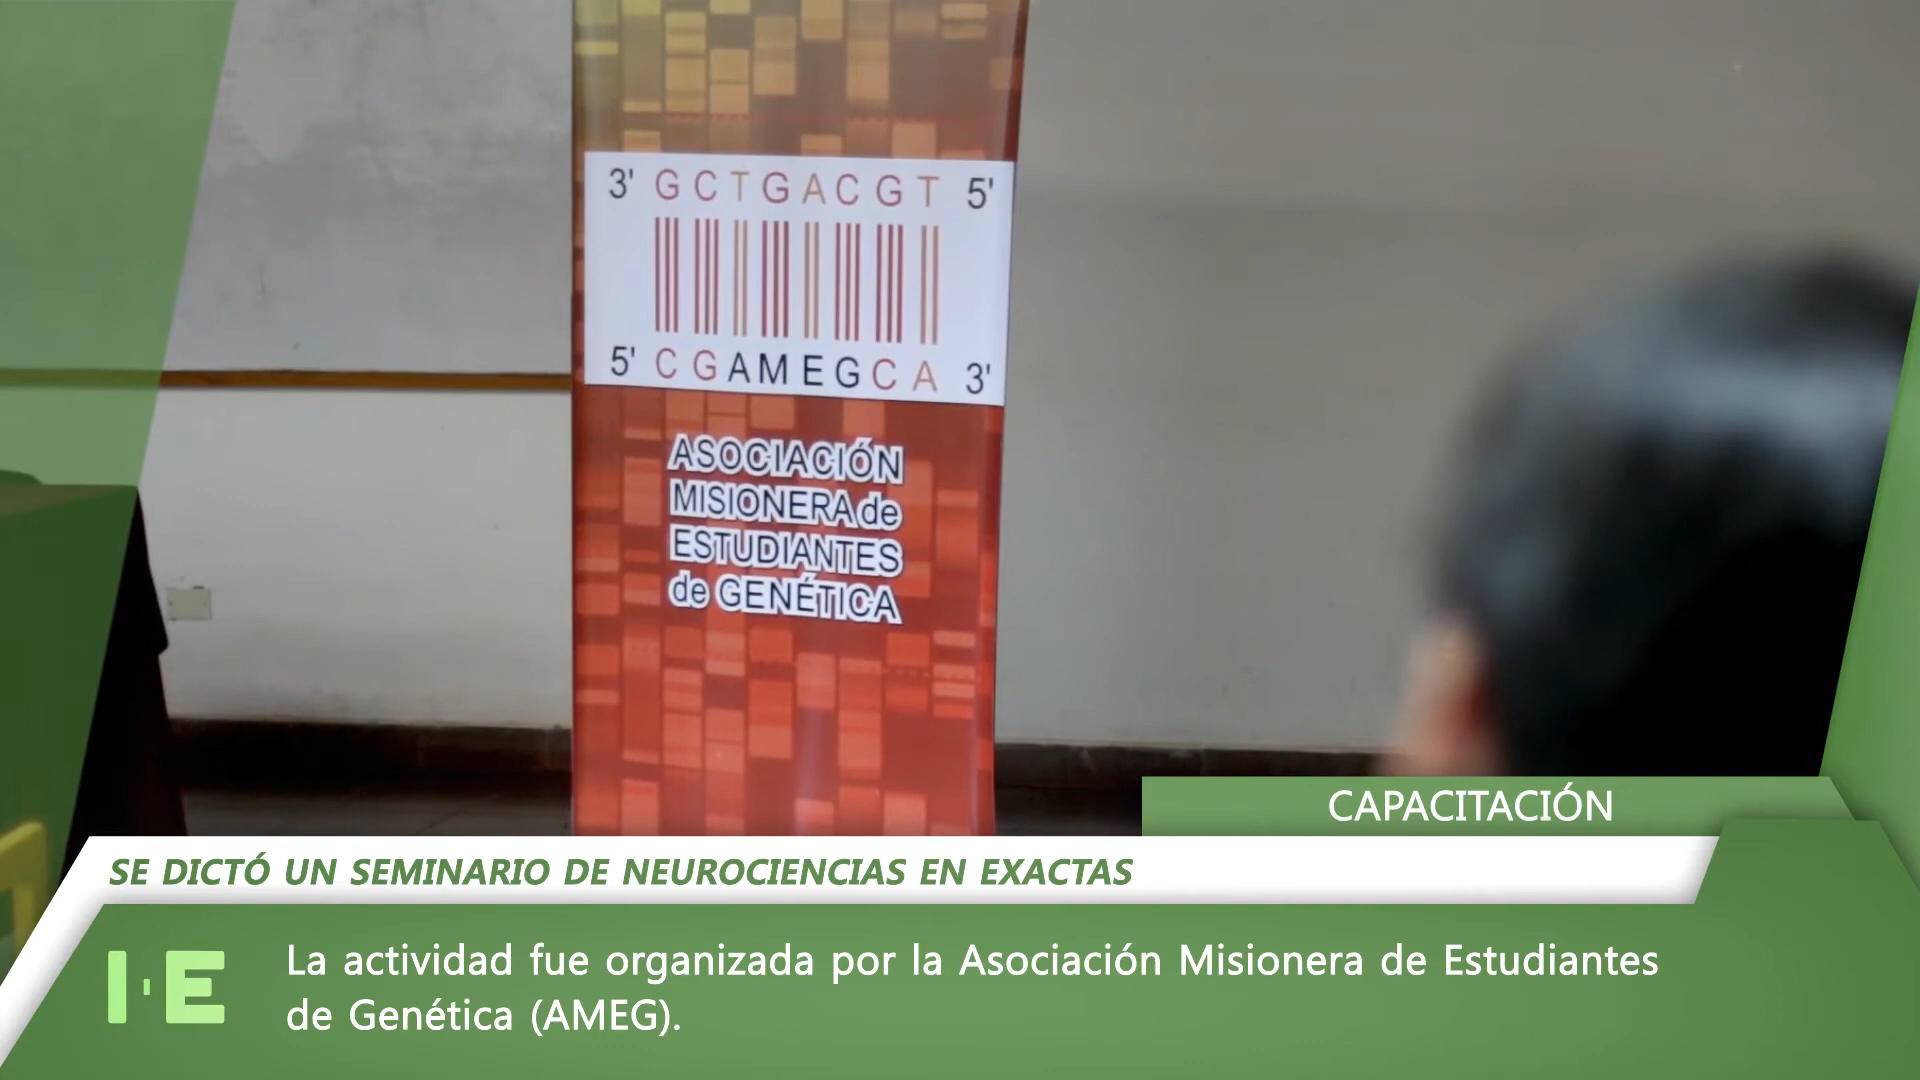 3' GCTGACGT 5'
5' CGAMEGCA 3'
ASOCIACIÓN
MISIONERA de
ESTUDIANTES
de GENÉTICA
CAPACITACIÓN
SE DICTÓ UN SEMINARIO DE NEUROCIENCIAS EN EXACTAS
I·E
La actividad fue organizada por la Asociación Misionera de Estudiantes
de Genética (AMEG).